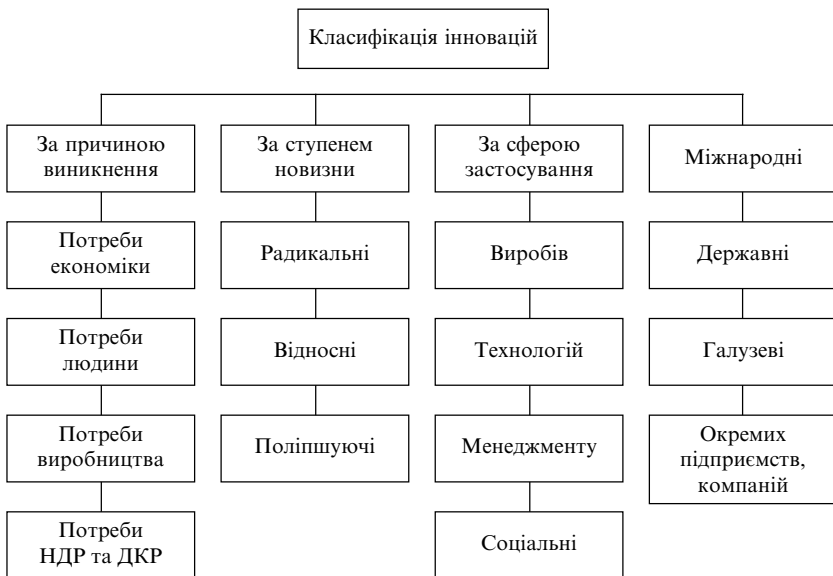 Класифікація інновацій
За причиною
виникнення
Потреби
економіки
Потреби
людини
Потреби
виробництва
Потреби
НДР та ДКР
За ступенем
новизни
Радикальні
Відносні
Поліпшуючі
За сферою
застосування
Виробів
Технологій
Менеджменту
Соціальні
Міжнародні
Державні
Галузеві
Окремих
підприємств,
компаній